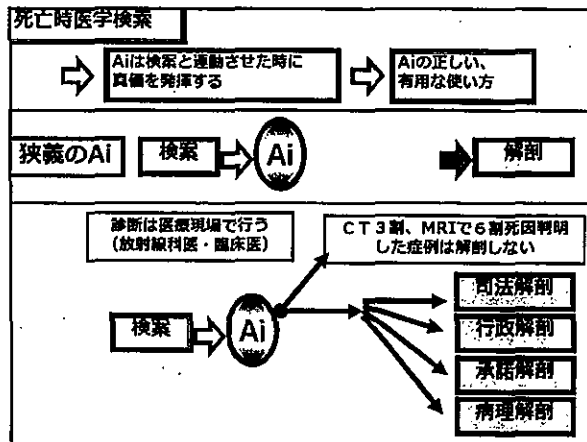 死亡時医学検索
Aiは検索と連動させた時に
真価を発揮する
Aiの正しい、
有用な使い方
狭義のAi
検案
Ai
解剖
診断は医療現場で行う
(放射線科医・臨床医)
CT3割、MRIで6割死因判明
した症例は解剖しない
検案
Ai
司法解剖
行政解剖
承諾解剖
病理解剖